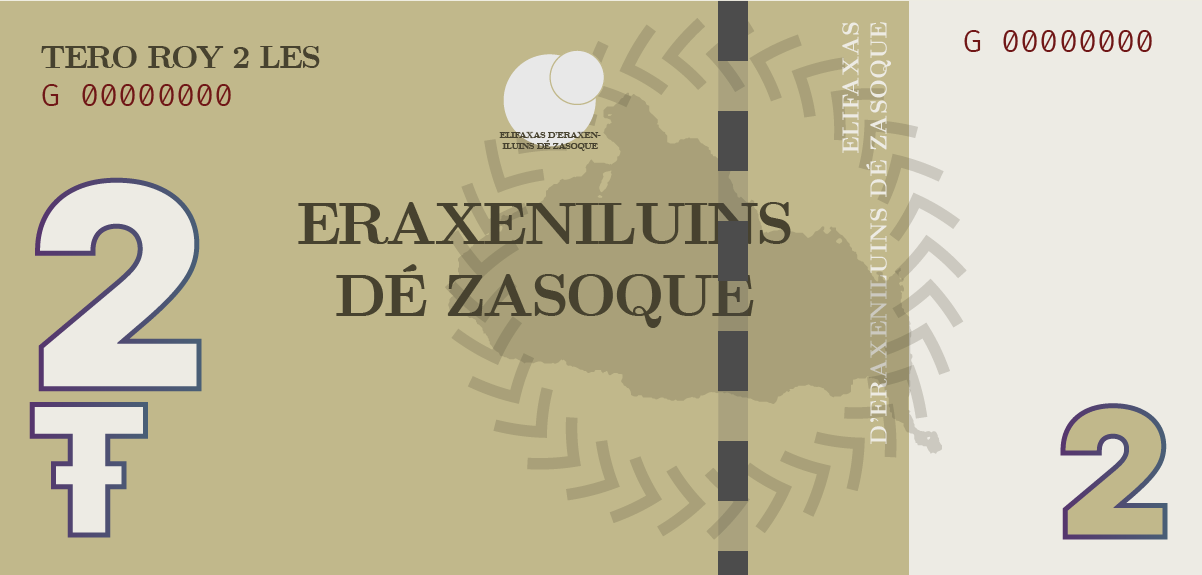 TERO ROY 2 LES
G 00000000
G 00000000
ELIFAXAS D'ERAXEN-
ILUINS DÉ ZASOQUE
ERAXENILUINS
DÉ ZASOQUE
ELIFAXAS
D'ERAXENILUINS DÉ ZASOQUE
2
Ŧ
2